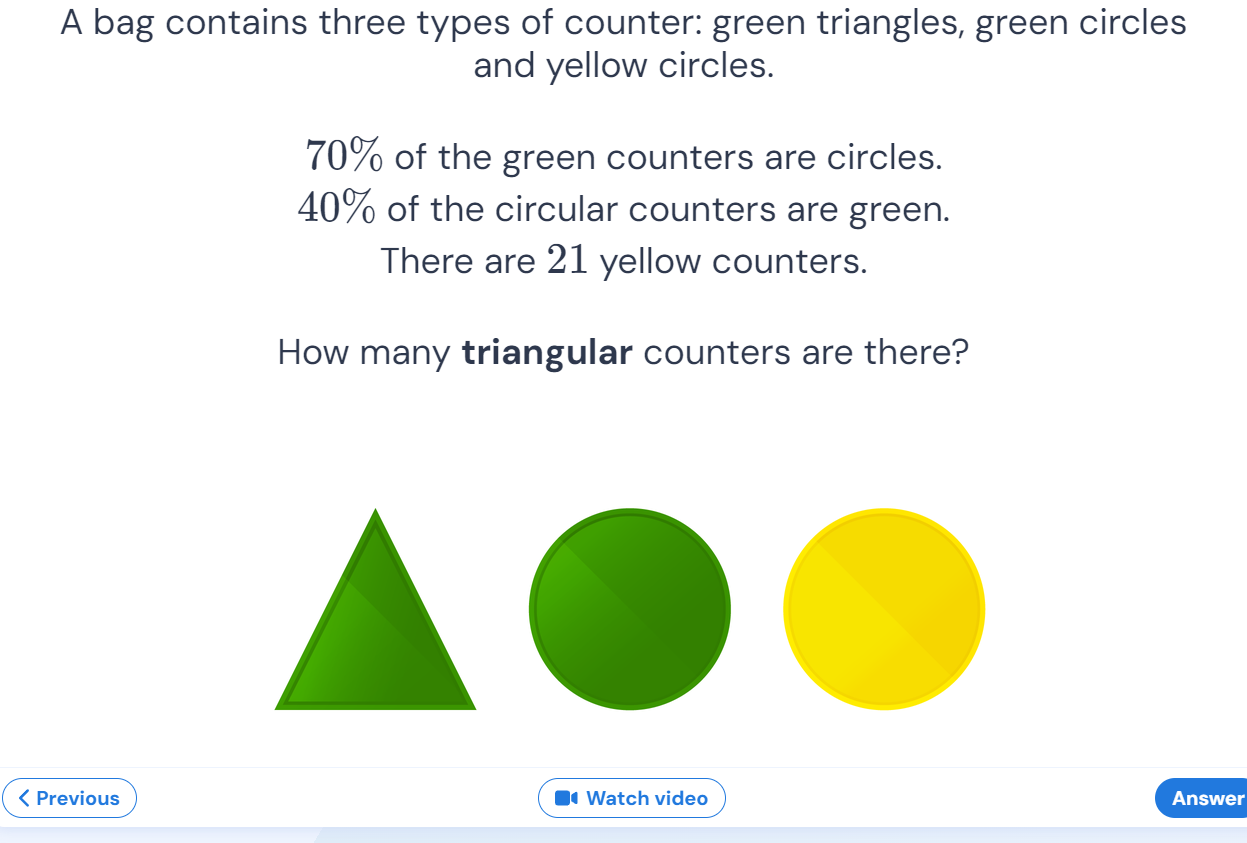 A bag contains three types of counter: green triangles, green circles
and yellow circles.
70% of the green counters are circles.
40% of the circular counters are green.
There are 21 yellow counters.
How many triangular counters are there?
Previous
Watch video
Answer